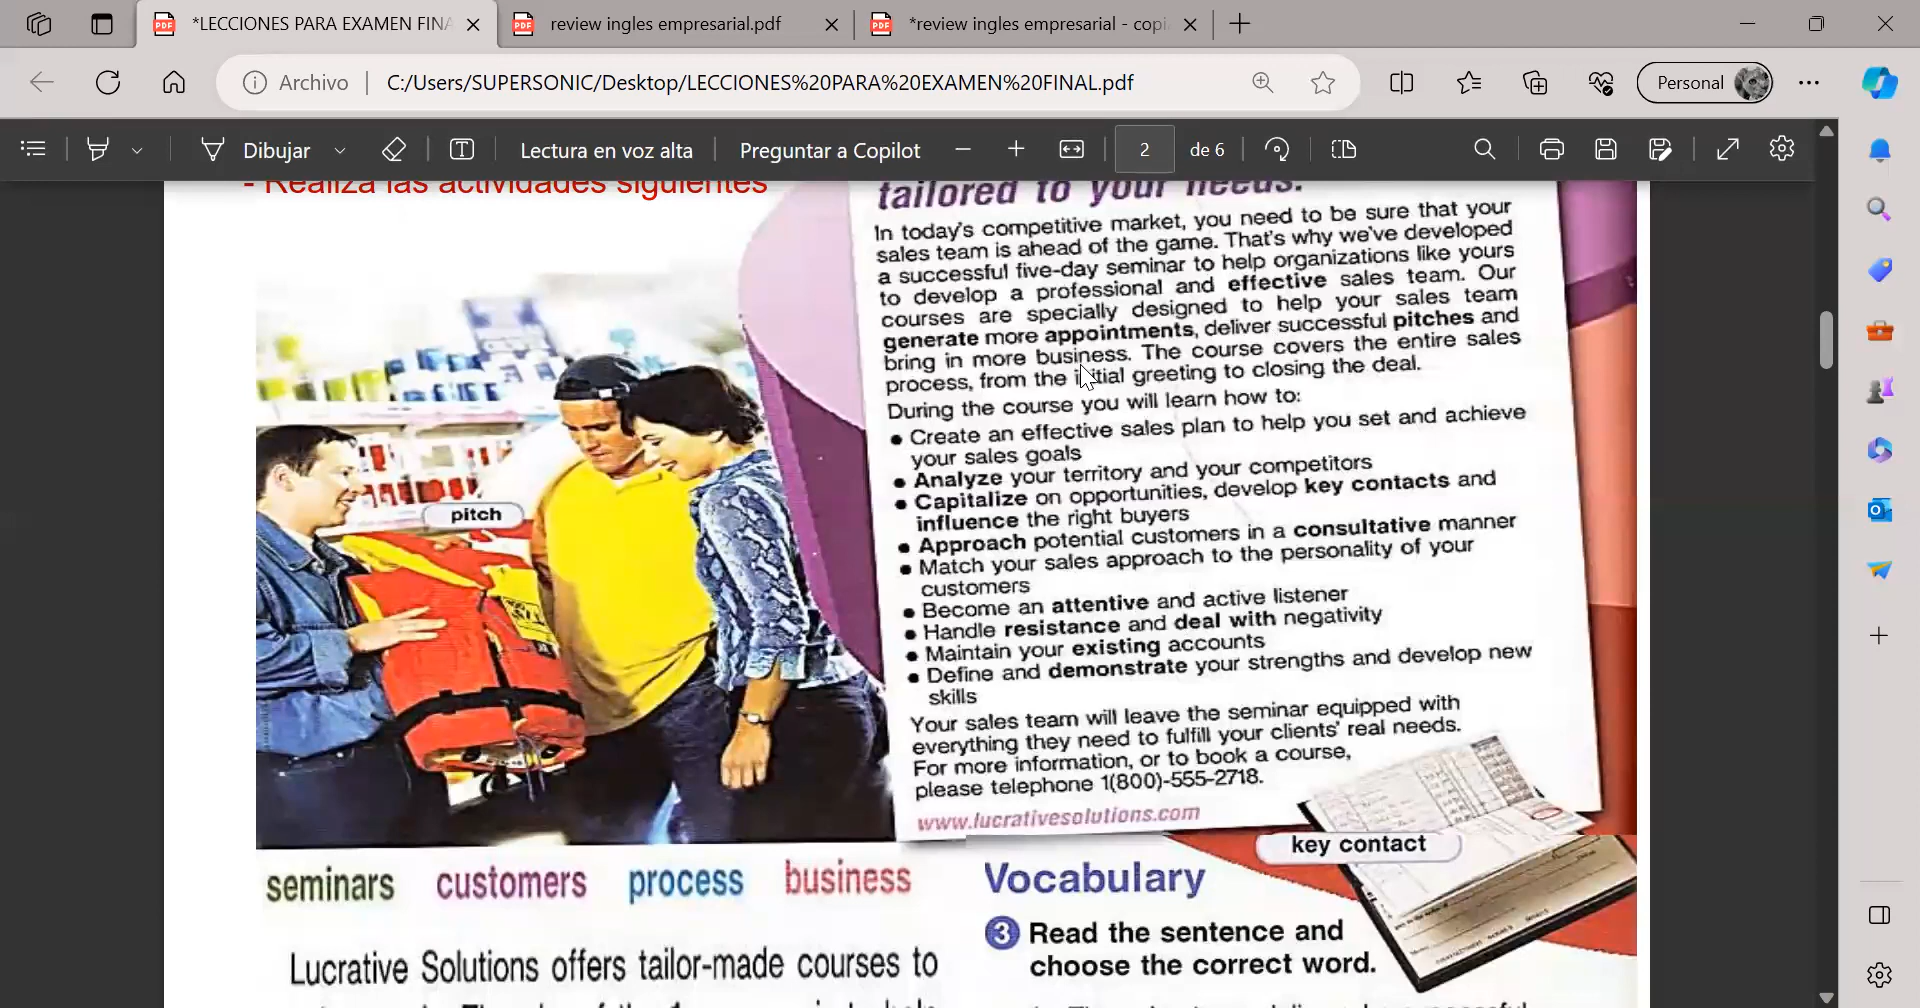 *LECCIONES PARA EXAMEN FINA
review ingles empresarial.pdf
*review ingles empresarial - copi
Archivo
C:/Users/SUPERSONIC/Desktop/LECCIONES%20PARA%20EXAMEN%20FINAL.pdf
Personal
Dibujar
Lectura en voz alta
Preguntar a Copilot
2
de 6
- Realiza las actividades siguientes
tailored to your needs.
In today's competitive market, you need to be sure that your
sales team is ahead of the game. That's why we've developed
a successful five-day seminar to help organizations like yours
to develop a professional and effective sales team. Our
courses are specially designed to help your sales team
generate more appointments, deliver successful pitches and
bring in more business. The course covers the entire sales
process, from the initial greeting to closing the deal.
During the course you will learn how to:
● Create an effective sales plan to help you set and achieve
your sales goals
● Analyze your territory and your competitors
● Capitalize on opportunities, develop key contacts and
influence the right buyers
● Approach potential customers in a consultative manner
● Match your sales approach to the personality of your
customers
● Become an attentive and active listener
● Handle resistance and deal with negativity
● Maintain your existing accounts
● Define and demonstrate your strengths and develop new
skills
Your sales team will leave the seminar equipped with
everything they need to fulfill your clients' real needs.
For more information, or to book a course,
please telephone 1(800)-555-2718.
www.lucrativesolutions.com
pitch
key contact
seminars customers process business
Lucrative Solutions offers tailor-made courses to
Vocabulary
3 Read the sentence and
choose the correct word.